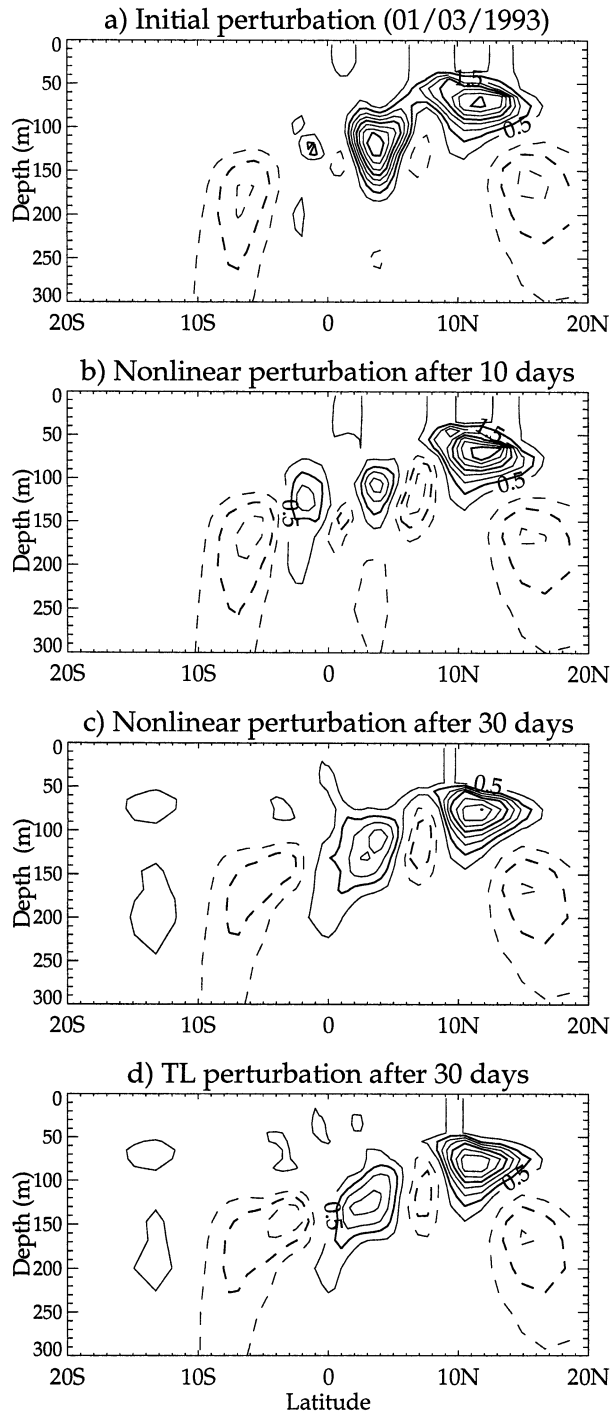 a) Initial perturbation (01/03/1993)
0
50
100
150
200
250
300
Depth (m)
1.5
0.5
20S
10S
0
10N
20N
b) Nonlinear perturbation after 10 days
0
50
100
150
200
250
300
Depth (m)
1.5
0.5
0.5
20S
10S
0
10N
20N
c) Nonlinear perturbation after 30 days
0
50
100
150
200
250
300
Depth (m)
0.5
20S
10S
0
10N
20N
d) TL perturbation after 30 days
0
50
100
150
200
250
300
Depth (m)
0.5
0.5
20S
10S
0
10N
20N
Latitude